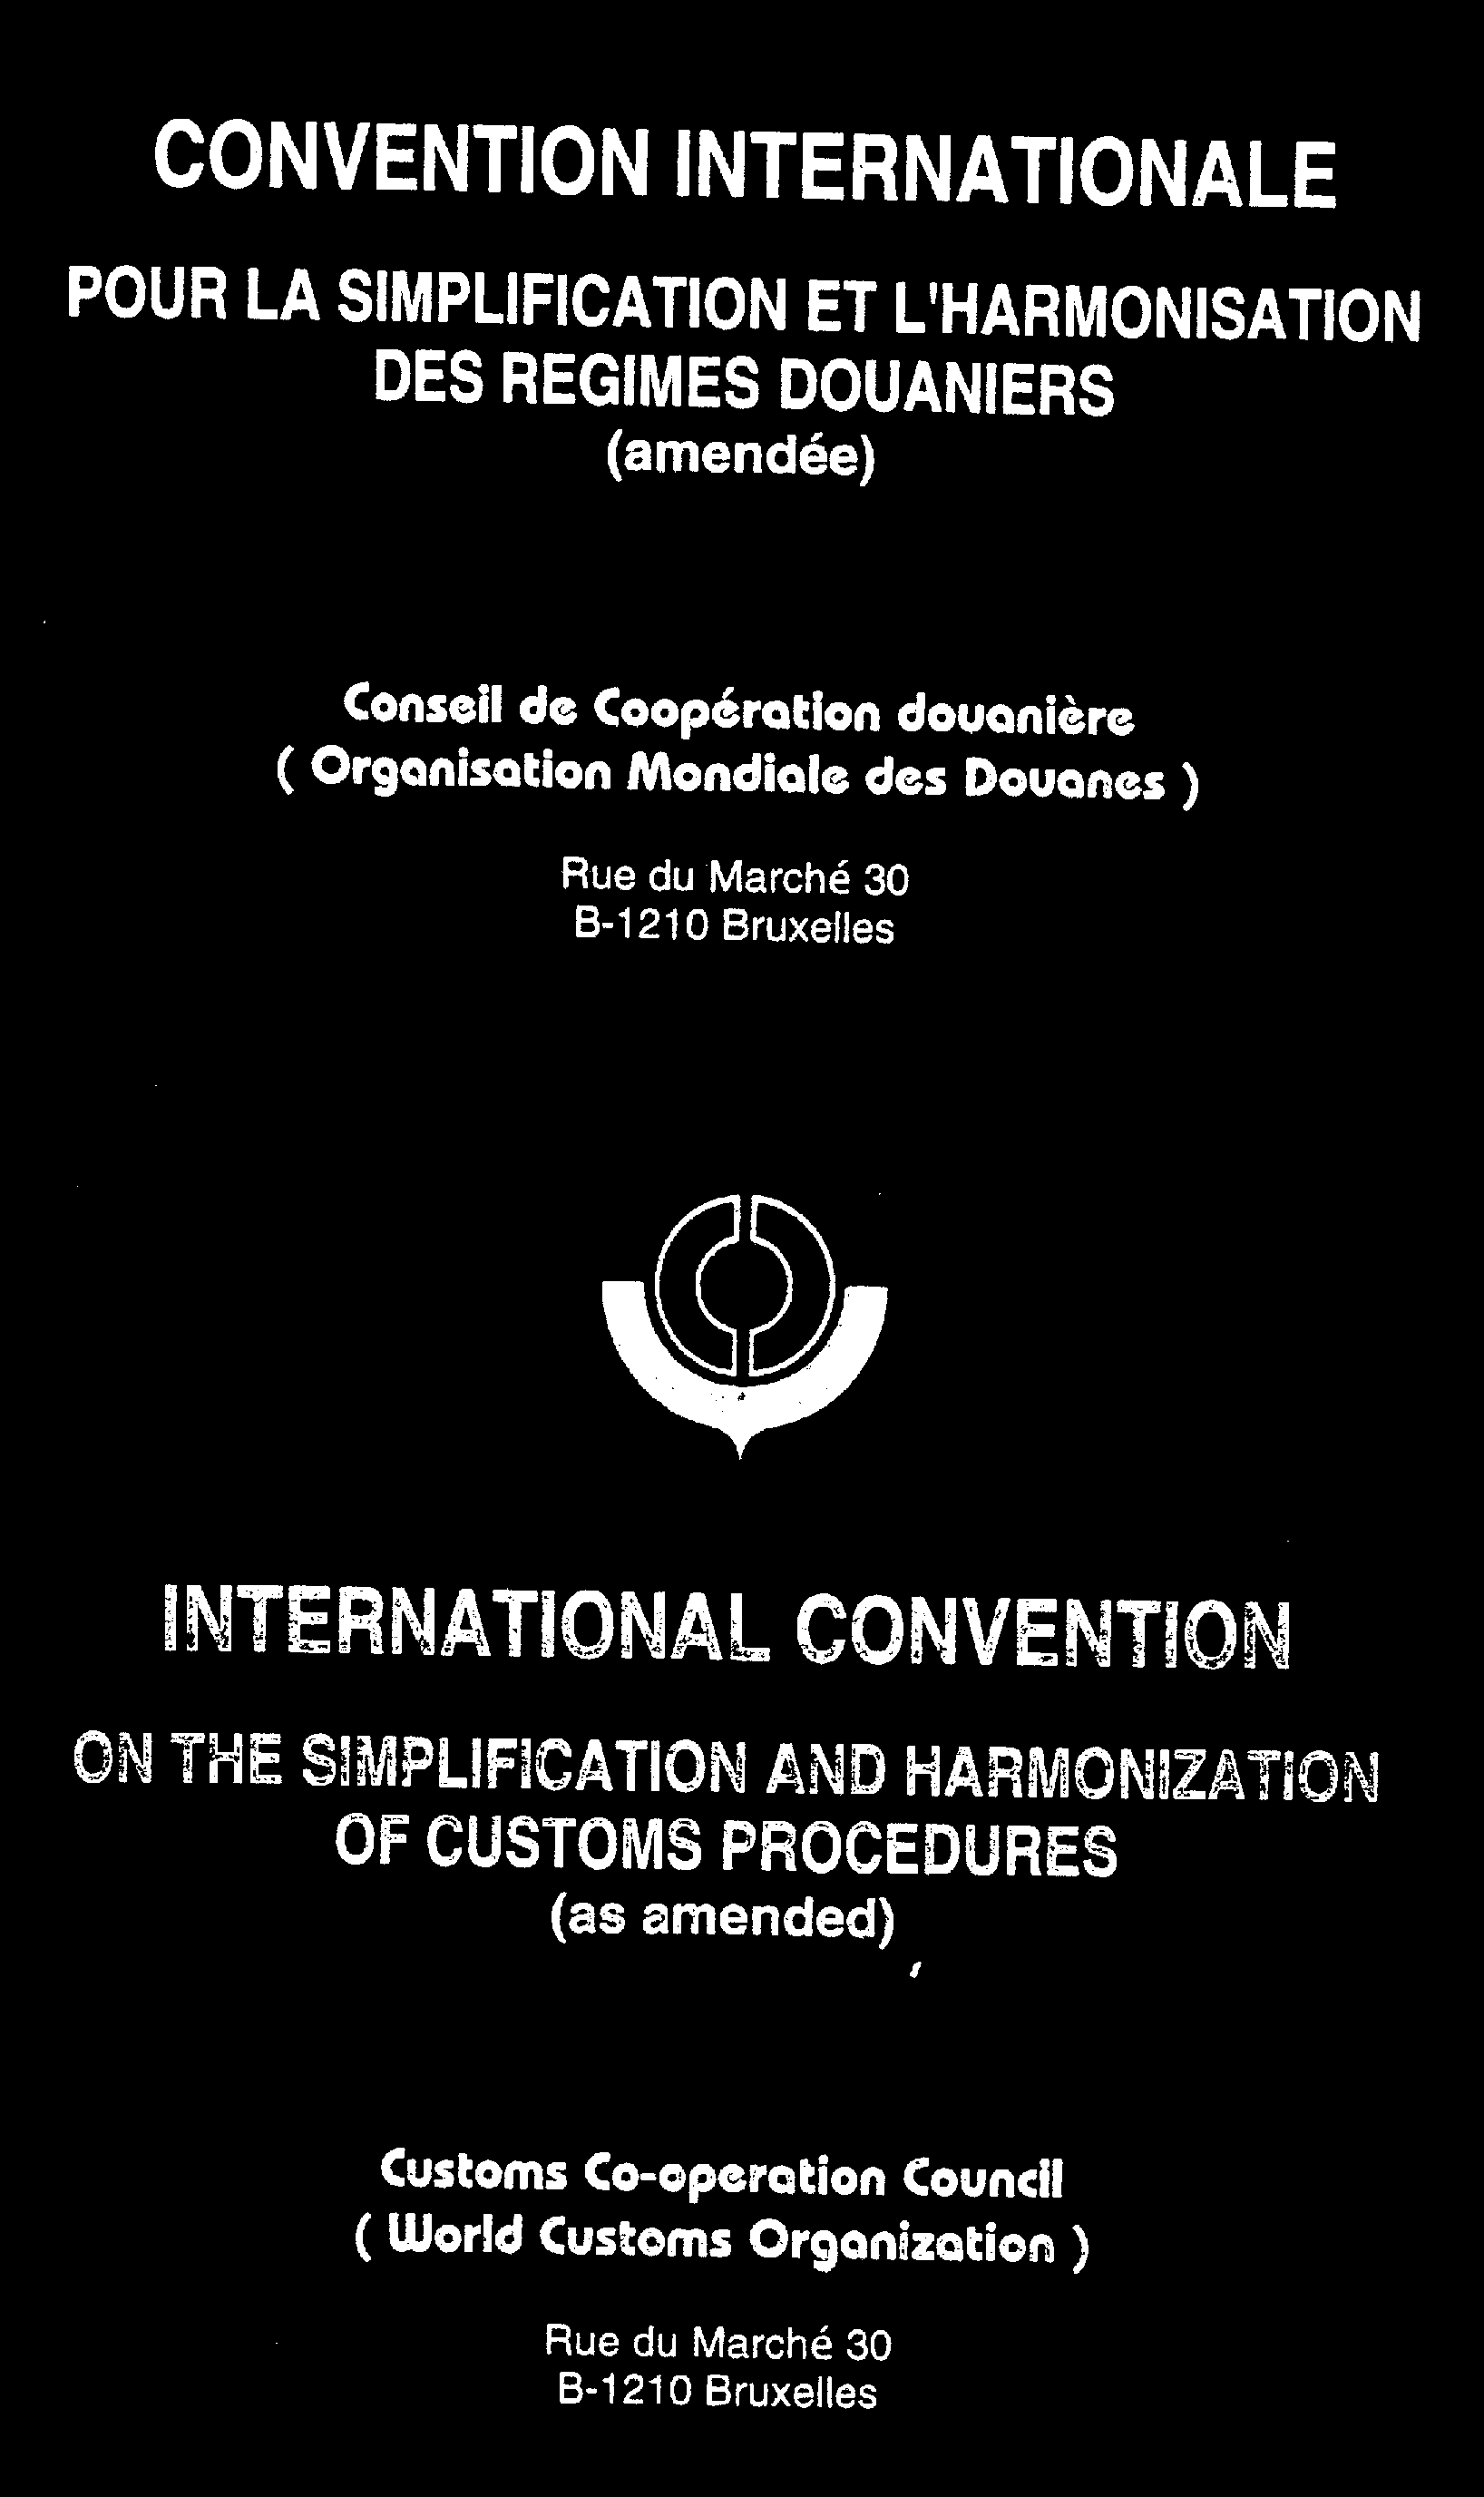 CONVENTION INTERNATIONALE
POUR LA SIMPLIFICATION ET L'HARMONISATION
DES REGIMES DOUANIERS
(amendée)
Conseil de Coopération douanière
( Organisation Mondiale des Douanes )
Rue du Marché 30
B-1210 Bruxelles
INTERNATIONAL CONVENTION
ON THE SIMPLIFICATION AND HARMONIZATION
OF CUSTOMS PROCEDURES
(as amended)
Customs Co-operation Council
( World Customs Organization )
Rue du Marché 30
B-1210 Bruxelles